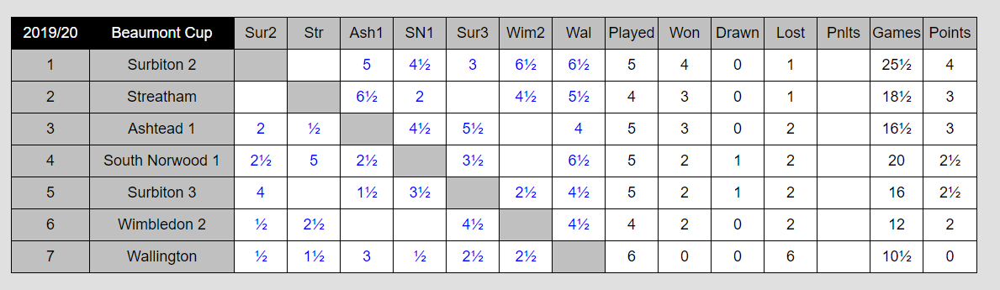 2019/20 Beaumont Cup Sur2 Str Ash1 SN1 Sur3 Wim2 Wal Played Won Drawn Lost Pnlts Games Points
1 Surbiton 2 5 4½ 3 6½ 6½ 5 4 0 1 25½ 4
2 Streatham 6½ 2 4½ 5½ 4 3 0 1 18½ 3
3 Ashtead 1 2 ½ 4½ 5½ 4 5 3 0 2 16½ 3
4 South Norwood 1 2½ 5 2½ 3½ 6½ 5 2 1 2 20 2½
5 Surbiton 3 4 1½ 3½ 2½ 4½ 5 2 1 2 16 2½
6 Wimbledon 2 ½ 2½ 4½ 4½ 4 2 0 2 12 2
7 Wallington ½ 1½ 3 ½ 2½ 2½ 6 0 0 6 10½ 0